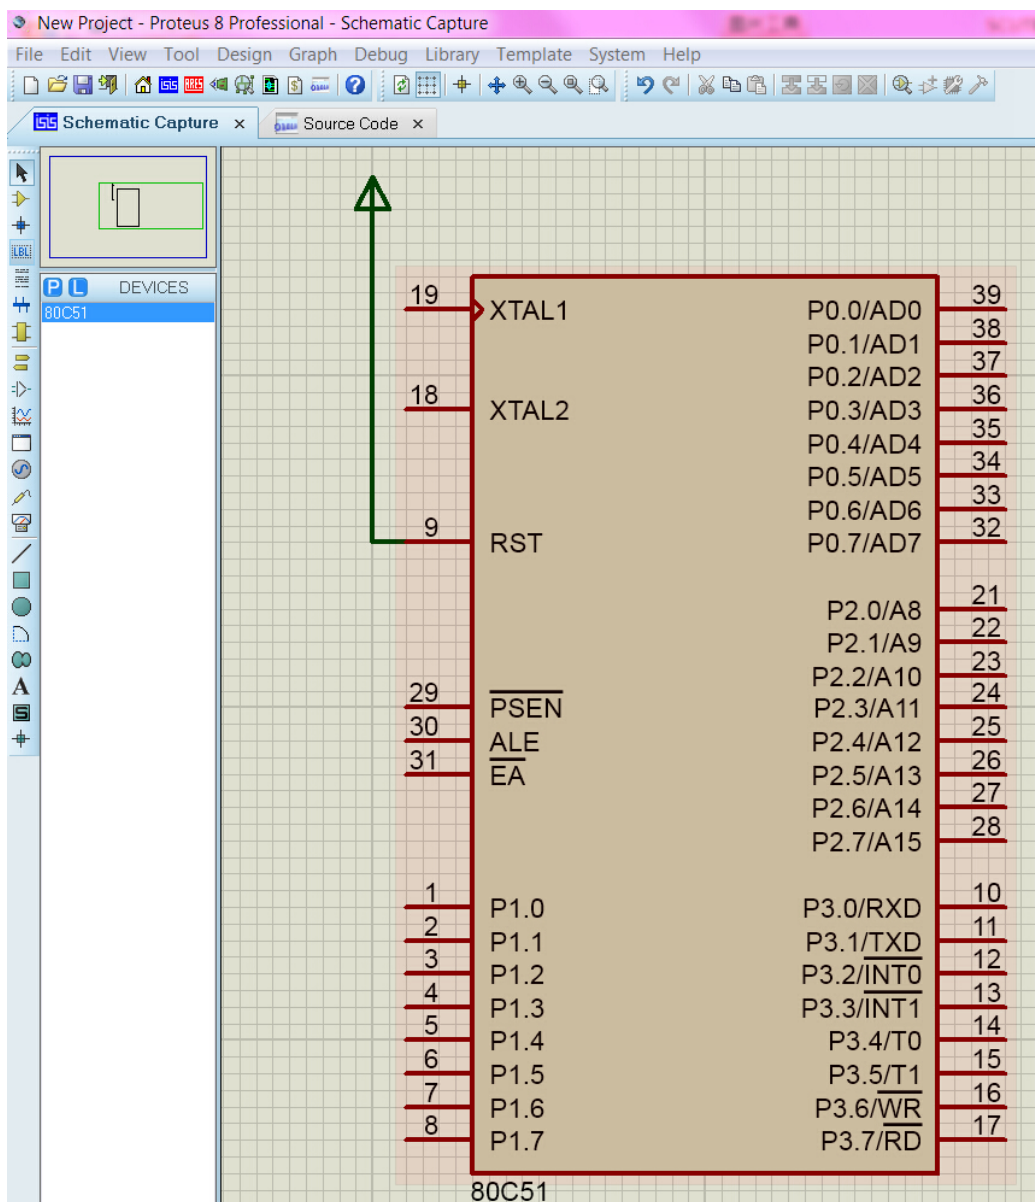 New Project - Proteus 8 Professional - Schematic Capture
File Edit View Tool Design Graph Debug Library Template System Help
Schematic Capture x Source Code x
LBL
P L DEVICES
80C51
A
S
19 XTAL1
18 XTAL2
9 RST
29 PSEN
30 ALE
31 EA
1 P1.0
2 P1.1
3 P1.2
4 P1.3
5 P1.4
6 P1.5
7 P1.6
8 P1.7
P0.0/AD0 39
P0.1/AD1 38
P0.2/AD2 37
P0.3/AD3 36
P0.4/AD4 35
P0.5/AD5 34
P0.6/AD6 33
P0.7/AD7 32
P2.0/A8 21
P2.1/A9 22
P2.2/A10 23
P2.3/A11 24
P2.4/A12 25
P2.5/A13 26
P2.6/A14 27
P2.7/A15 28
P3.0/RXD 10
P3.1/TXD 11
P3.2/INT0 12
P3.3/INT1 13
P3.4/T0 14
P3.5/T1 15
P3.6/WR 16
P3.7/RD 17
80C51